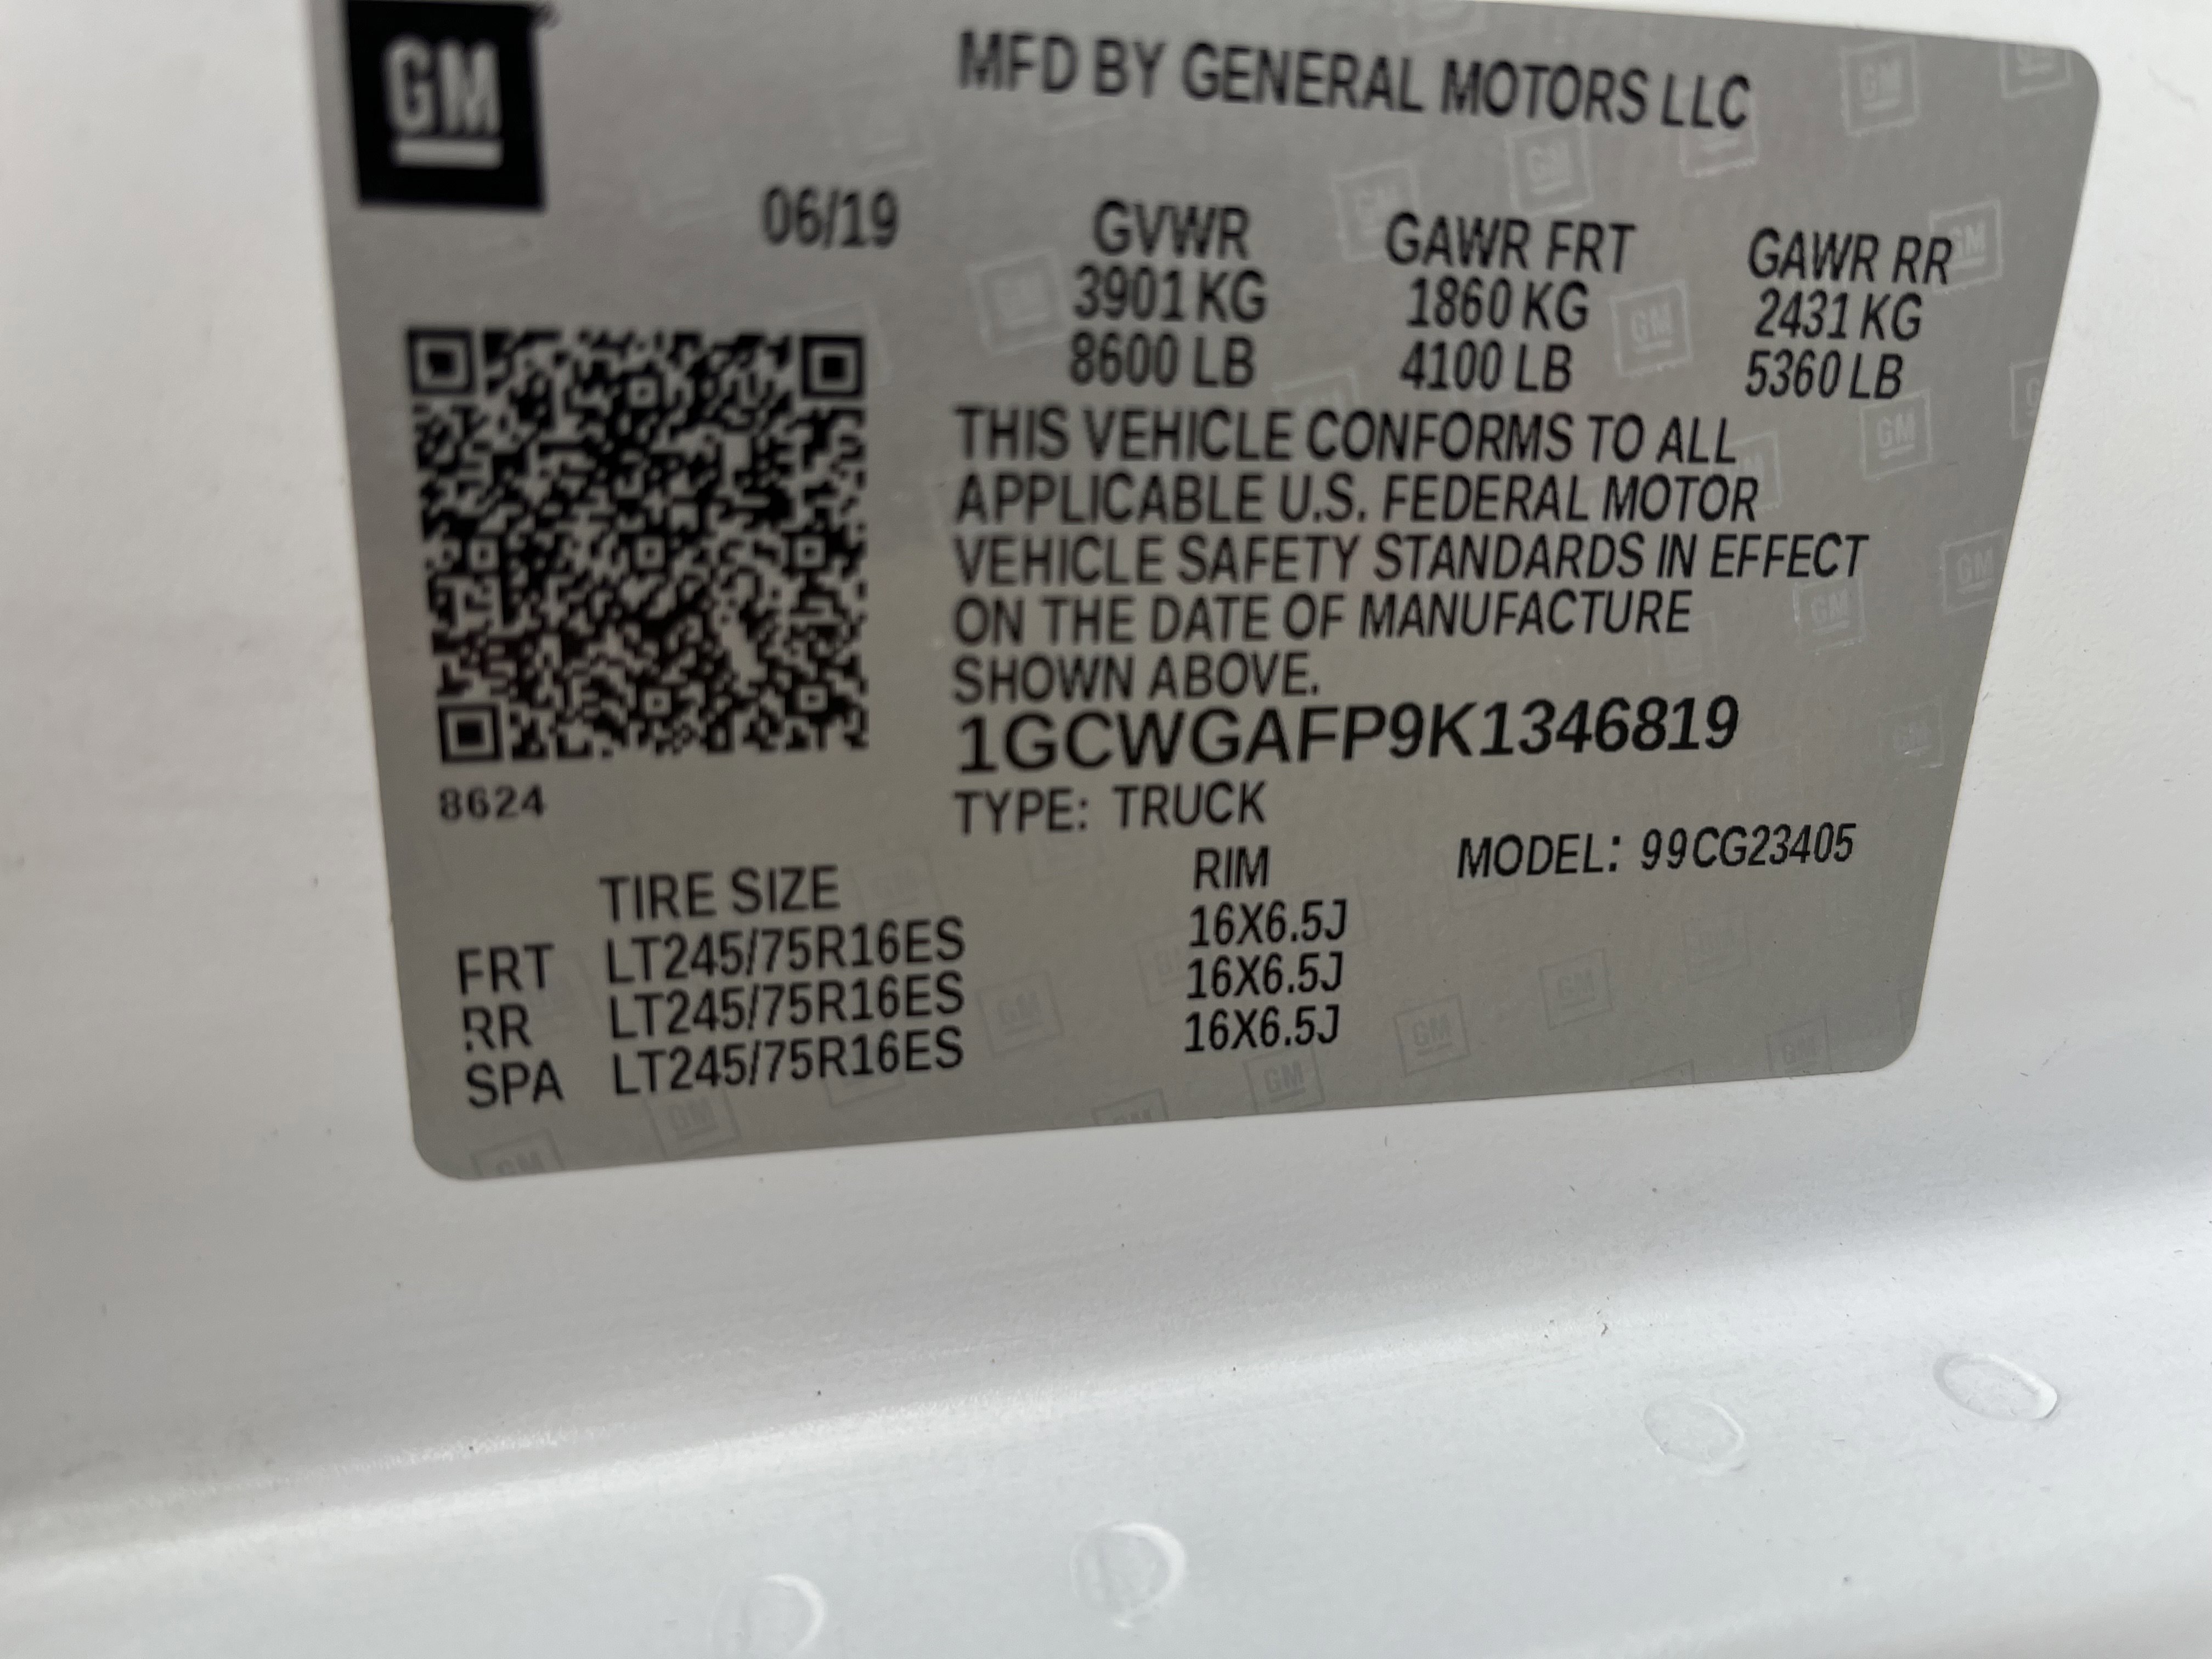 GM
MFD BY GENERAL MOTORS LLC
06/19
GVWR GAWR FRT GAWR RR
3901 KG 1860 KG 2431 KG
8600 LB 4100 LB 5360 LB
THIS VEHICLE CONFORMS TO ALL
APPLICABLE U.S. FEDERAL MOTOR
VEHICLE SAFETY STANDARDS IN EFFECT
ON THE DATE OF MANUFACTURE
SHOWN ABOVE.
1GCWGAFP9K1346819
8624
TYPE: TRUCK
MODEL: 99CG23405
TIRE SIZE RIM
FRT LT245/75R16ES 16X6.5J
RR LT245/75R16ES 16X6.5J
SPA LT245/75R16ES 16X6.5J